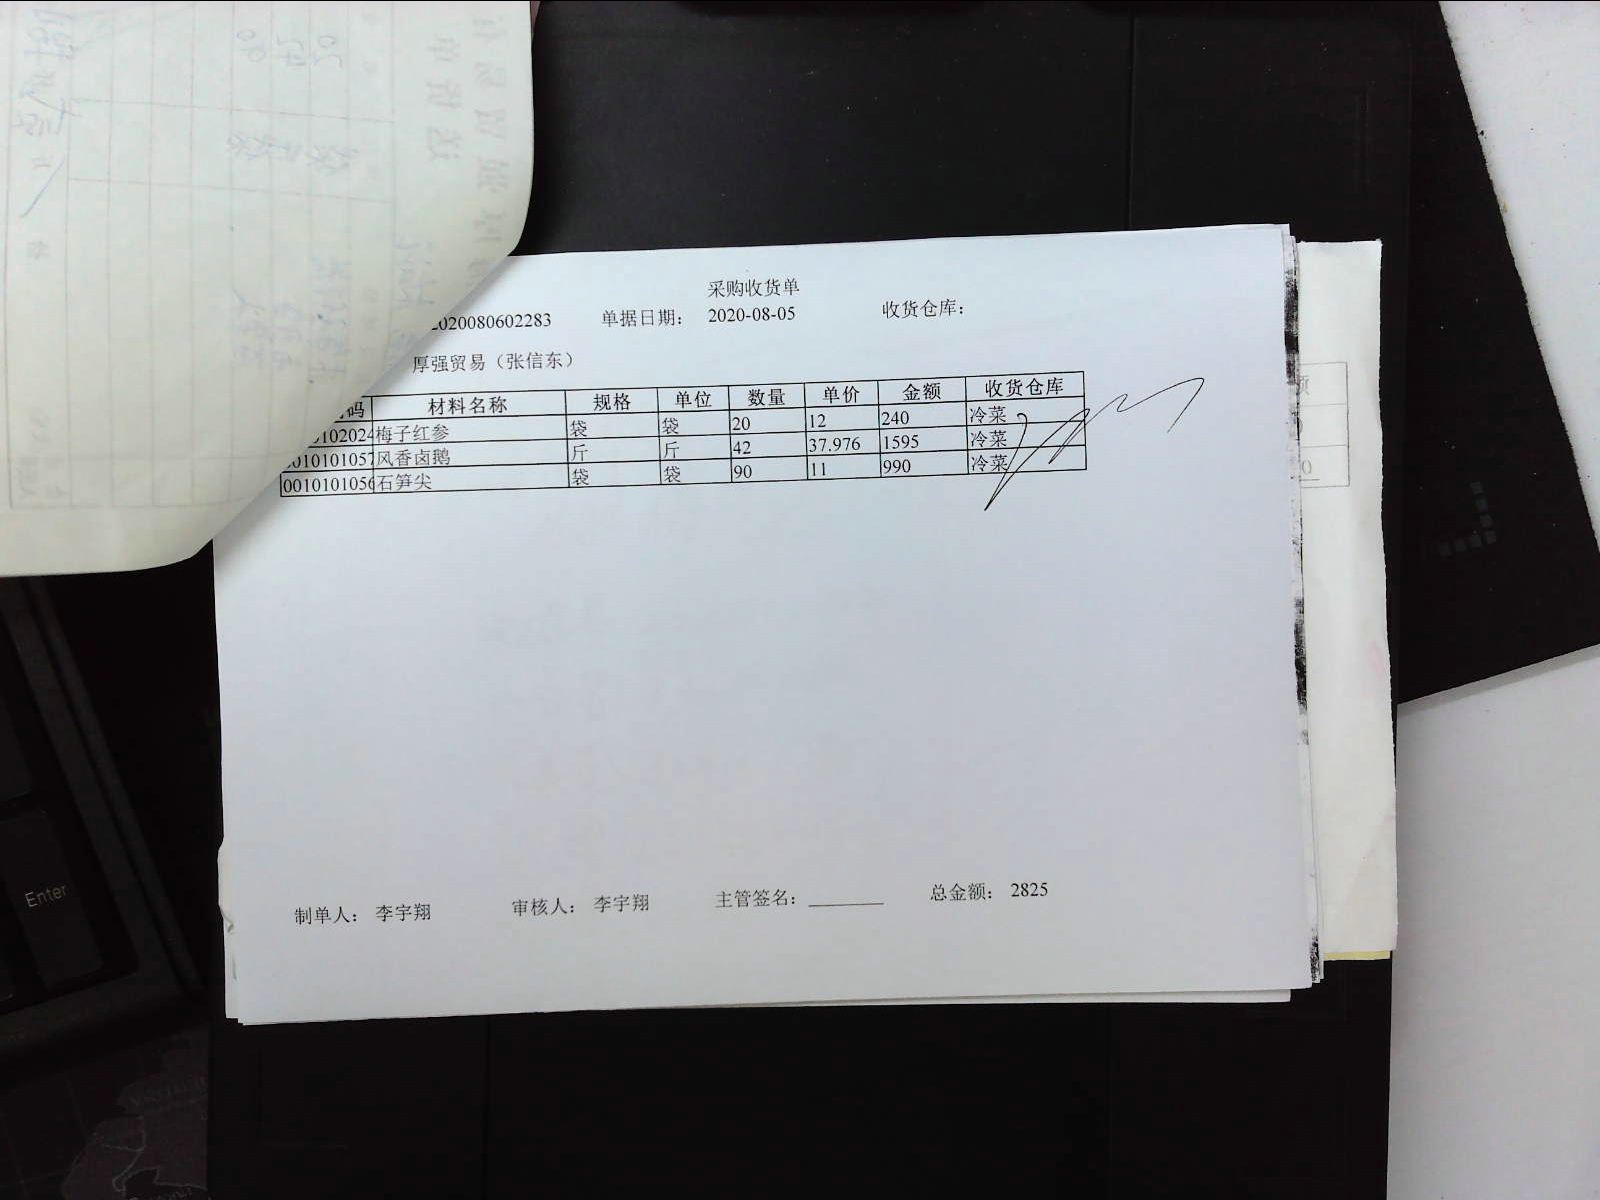 采购收货单
2020080602283 单据日期： 2020-08-05 收货仓库：
厚强贸易（张信东）
码 材料名称 规格 单位 数量 单价 金额 收货仓库
0102024 梅子红参 袋 袋 20 12 240 冷菜
010101057 风香卤鹅 斤 斤 42 37.976 1595 冷菜
0010101056 石笋尖 袋 袋 90 11 990 冷菜
制单人： 李宇翔 审核人： 李宇翔 主管签名： 总金额： 2825
Enter